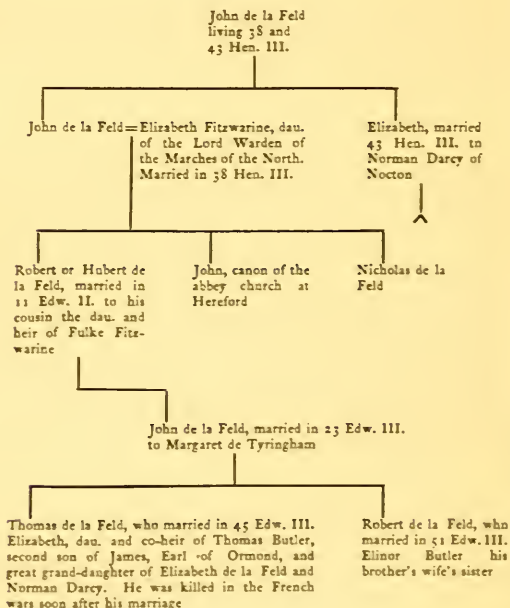 John de la Feld
living 38 and
43 Hen. III.
John de la Feld=Elizabeth Fitzwarine, dau.
of the Lord Warden of
the Marches of the North.
Married in 38 Hen. III.
Elizabeth, married
43 Hen. III. to
Norman Darcy of
Nocton
Robert or Hubert de
la Feld, married in
11 Edw. II. to his
cousin the dau. and
heir of Fulke Fitz-
warine
John, canon of the
abbey church at
Hereford
Nicholas de la
Feld
John de la Feld, married in 23 Edw. III.
to Margaret de Tyringham
Thomas de la Feld, who married in 45 Edw. III.
Elizabeth, dau. and co-heir of Thomas Butler,
second son of James, Earl of Ormond, and
great grand-daughter of Elizabeth de la Feld and
Norman Darcy. He was killed in the French
wars soon after his marriage
Robert de la Feld, who
married in 51 Edw. III.
Elinor Butler his
brother's wife's sister